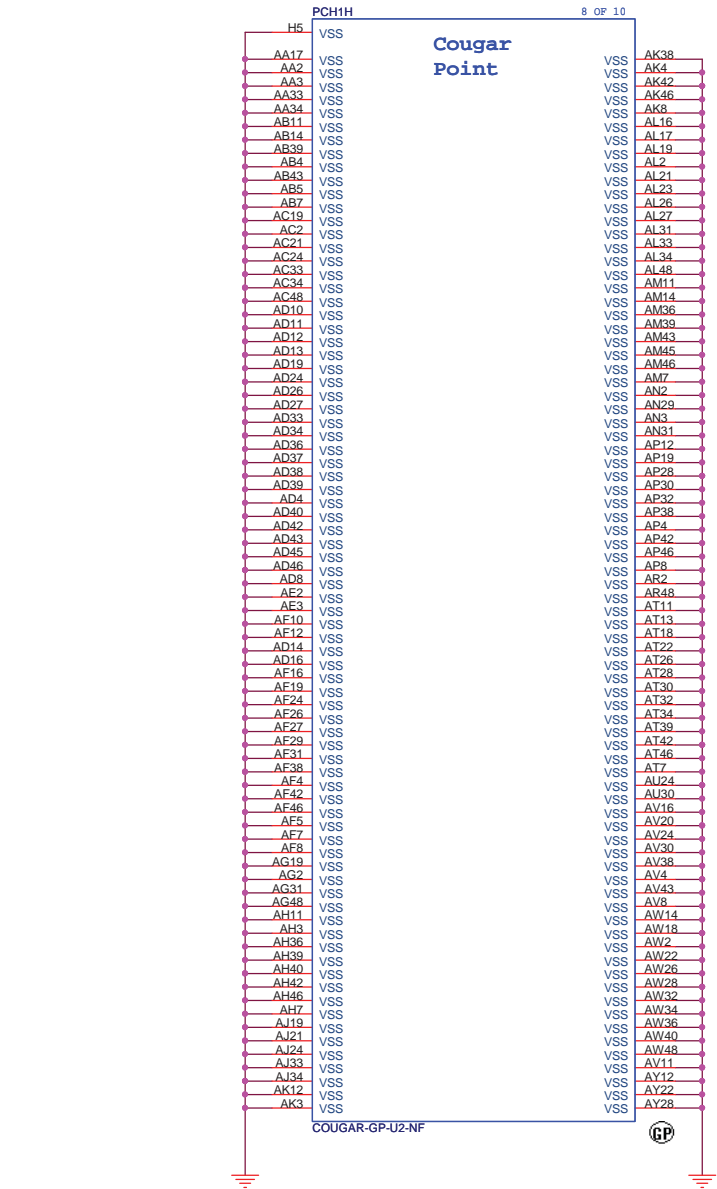 PCH1H 8 OF 10
H5 VSS
Cougar
Point
AA17 VSS VSS AK38
AA2 VSS VSS AK4
AA3 VSS VSS AK42
AA33 VSS VSS AK46
AA34 VSS VSS AK8
AB11 VSS VSS AL16
AB14 VSS VSS AL17
AB39 VSS VSS AL19
AB4 VSS VSS AL2
AB43 VSS VSS AL21
AB5 VSS VSS AL23
AB7 VSS VSS AL26
AC19 VSS VSS AL27
AC2 VSS VSS AL31
AC21 VSS VSS AL33
AC24 VSS VSS AL34
AC33 VSS VSS AL48
AC34 VSS VSS AM11
AC48 VSS VSS AM14
AD10 VSS VSS AM36
AD11 VSS VSS AM39
AD12 VSS VSS AM43
AD13 VSS VSS AM45
AD19 VSS VSS AM46
AD24 VSS VSS AM7
AD26 VSS VSS AN2
AD27 VSS VSS AN29
AD33 VSS VSS AN3
AD34 VSS VSS AN31
AD36 VSS VSS AP12
AD37 VSS VSS AP19
AD38 VSS VSS AP28
AD39 VSS VSS AP30
AD4 VSS VSS AP32
AD40 VSS VSS AP38
AD42 VSS VSS AP4
AD43 VSS VSS AP42
AD45 VSS VSS AP46
AD46 VSS VSS AP8
AD8 VSS VSS AR2
AE2 VSS VSS AR48
AE3 VSS VSS AT11
AF10 VSS VSS AT13
AF12 VSS VSS AT18
AD14 VSS VSS AT22
AD16 VSS VSS AT26
AF16 VSS VSS AT28
AF19 VSS VSS AT30
AF24 VSS VSS AT32
AF26 VSS VSS AT34
AF27 VSS VSS AT39
AF29 VSS VSS AT42
AF31 VSS VSS AT46
AF38 VSS VSS AT7
AF4 VSS VSS AU24
AF42 VSS VSS AU30
AF46 VSS VSS AV16
AF5 VSS VSS AV20
AF7 VSS VSS AV24
AF8 VSS VSS AV30
AG19 VSS VSS AV38
AG2 VSS VSS AV4
AG31 VSS VSS AV43
AG48 VSS VSS AV8
AH11 VSS VSS AW14
AH3 VSS VSS AW18
AH36 VSS VSS AW2
AH39 VSS VSS AW22
AH40 VSS VSS AW26
AH42 VSS VSS AW28
AH46 VSS VSS AW32
AH7 VSS VSS AW34
AJ19 VSS VSS AW36
AJ21 VSS VSS AW40
AJ24 VSS VSS AW48
AJ33 VSS VSS AV11
AJ34 VSS VSS AY12
AK12 VSS VSS AY22
AK3 VSS VSS AY28
COUGAR-GP-U2-NF GP